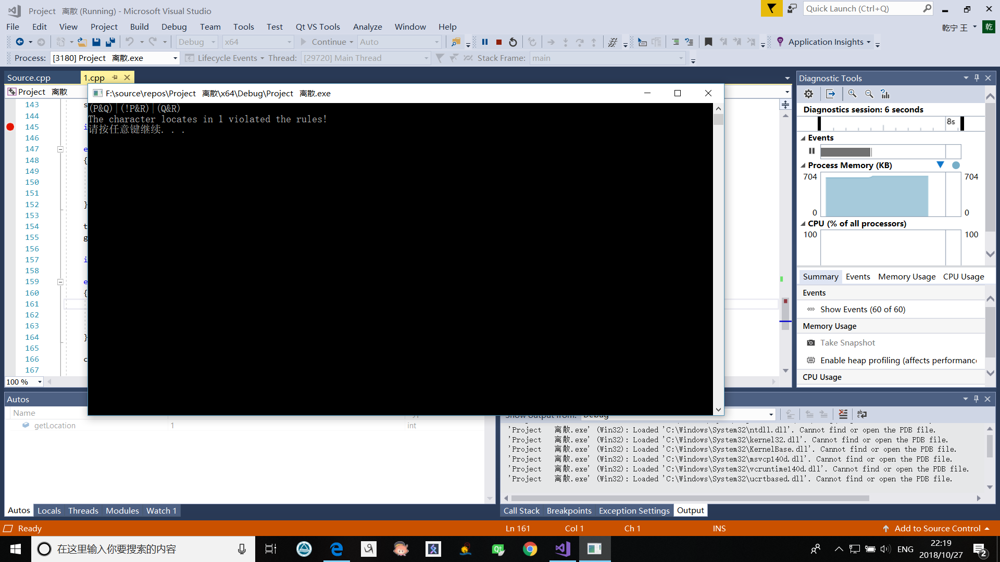 Project 离散 (Running) - Microsoft Visual Studio
Quick Launch (Ctrl+Q)
File Edit View Project Build Debug Team Tools Test Qt VS Tools Analyze Window Help
乾宁 王 乾
Debug x64 Continue Auto Application Insights
Process: [3180] Project 离散.exe Lifecycle Events Thread: [29720] Main Thread Stack Frame: main
Source.cpp 1.cpp
Project 离散
F:\source\repos\Project 离散\x64\Debug\Project 离散.exe
(P&Q)|(!P&R)|(Q&R)
The character locates in 1 violated the rules!
请按任意键继续. . .
143 s
144
145 i
146
147 e
148 {
149
150
151
152 }
153
154 t
155 g
156
157 i
158
159 e
160 {
161
162
163
164 }
165
166 c
167
100 %
Diagnostic Tools
Diagnostics session: 6 seconds
8s
Events
Process Memory (KB)
704 704
0 0
CPU (% of all processors)
100 100
Summary Events Memory Usage CPU Usage
Events
Show Events (60 of 60)
Memory Usage
Take Snapshot
Enable heap profiling (affects performanc
CPU Usage
Autos
Name
getLocation 1 int
Autos Locals Threads Modules Watch 1
Show output from: Debug
'Project 离散.exe' (Win32): Loaded 'C:\Windows\System32\ntdll.dll'. Cannot find or open the PDB file.
'Project 离散.exe' (Win32): Loaded 'C:\Windows\System32\kernel32.dll'. Cannot find or open the PDB file.
'Project 离散.exe' (Win32): Loaded 'C:\Windows\System32\KernelBase.dll'. Cannot find or open the PDB file.
'Project 离散.exe' (Win32): Loaded 'C:\Windows\System32\msvcp140d.dll'. Cannot find or open the PDB file.
'Project 离散.exe' (Win32): Loaded 'C:\Windows\System32\vcruntime140d.dll'. Cannot find or open the PDB file.
'Project 离散.exe' (Win32): Loaded 'C:\Windows\System32\ucrtbased.dll'. Cannot find or open the PDB file.
Call Stack Breakpoints Exception Settings Output
Ready Ln 161 Col 1 Ch 1 INS Add to Source Control
在这里输入你要搜索的内容
ENG
22:19
2018/10/27
2